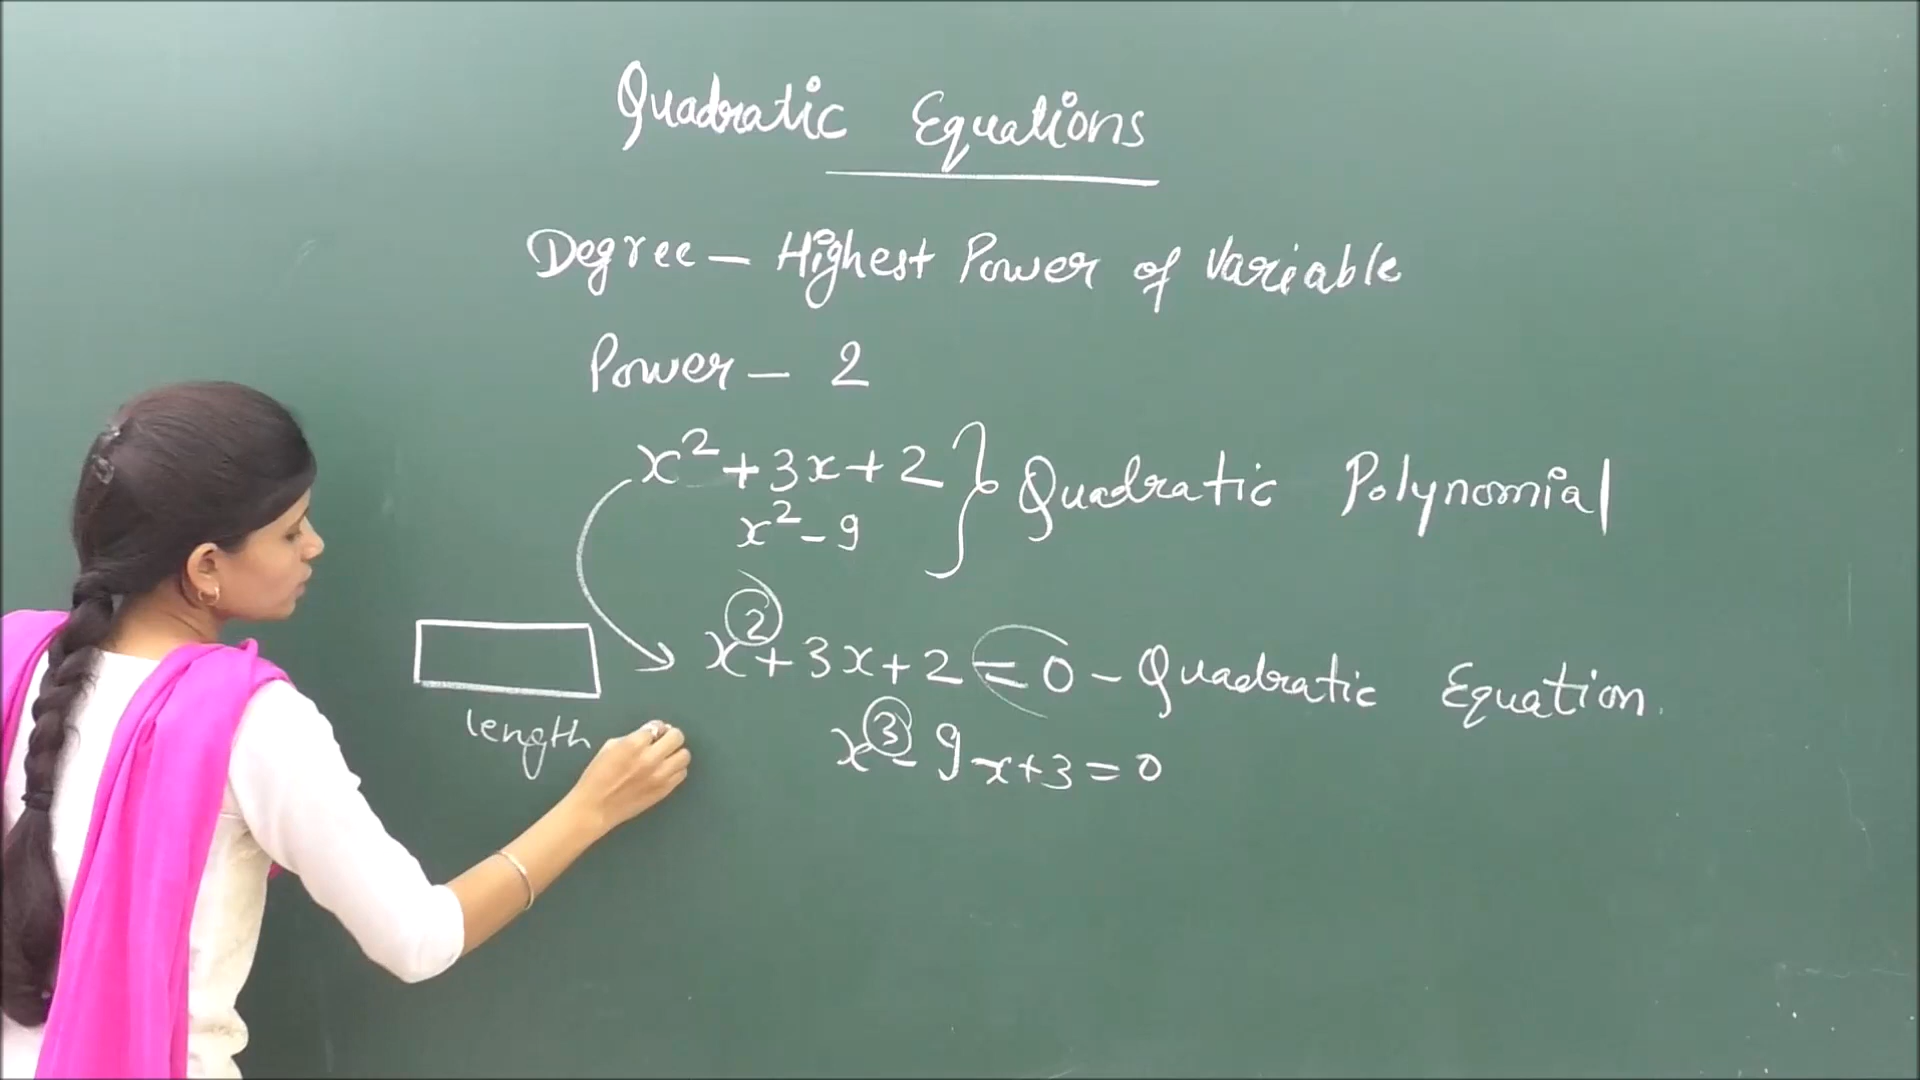 Quadratic Equations
Degree – Highest Power of Variable
Power – 2
x² + 3x + 2 } Quadratic Polynomial
x² – 9
x² + 3x + 2 = 0 – Quadratic Equation.
length
x³ – 9x + 3 = 0